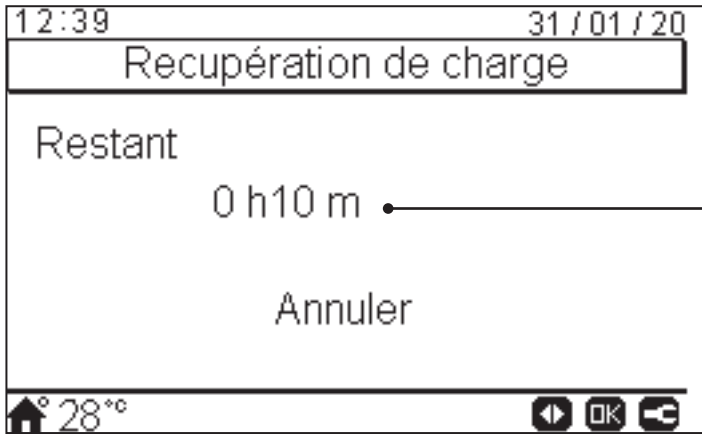 12:39 31/01/20
Recupération de charge
Restant
0 h10 m
Annuler
28°c OK